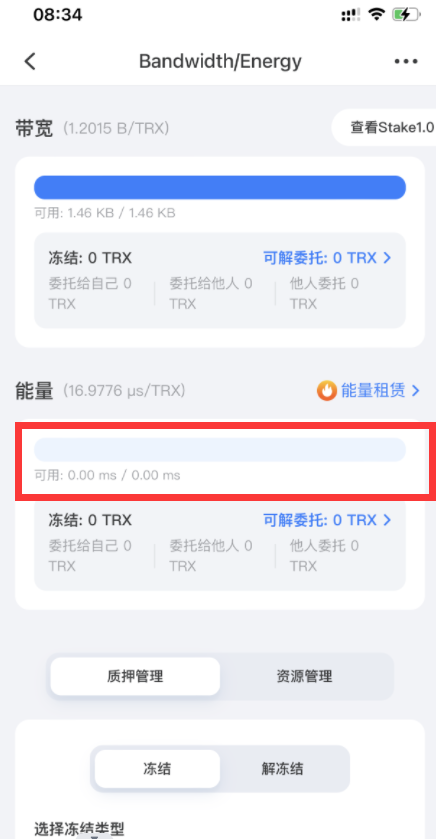 08:34
Bandwidth/Energy
带宽 (1.2015 B/TRX)
查看Stake1.0
可用: 1.46 KB / 1.46 KB
冻结: 0 TRX 可解委托: 0 TRX
委托给自己 0 TRX 委托给他人 0 TRX 他人委托 0 TRX
能量 (16.9776 μs/TRX) 能量租赁
可用: 0.00 ms / 0.00 ms
冻结: 0 TRX 可解委托: 0 TRX
委托给自己 0 TRX 委托给他人 0 TRX 他人委托 0 TRX
质押管理 资源管理
冻结 解冻结
选择冻结类型